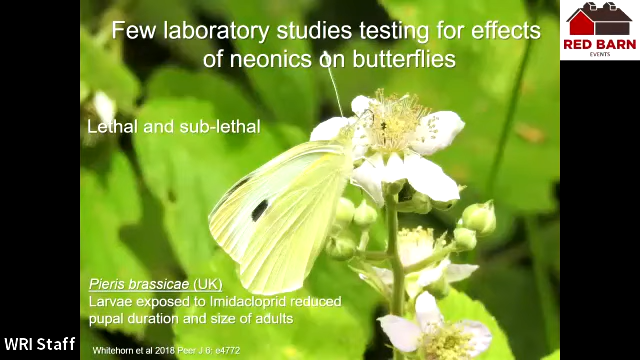 Few laboratory studies testing for effects
of neonics on butterflies
RED BARN
EVENTS
Lethal and sub-lethal
Pieris brassicae (UK)
Larvae exposed to Imidacloprid reduced
pupal duration and size of adults
WRI Staff
Whitehorn et al 2018 Peer J.6: e4772